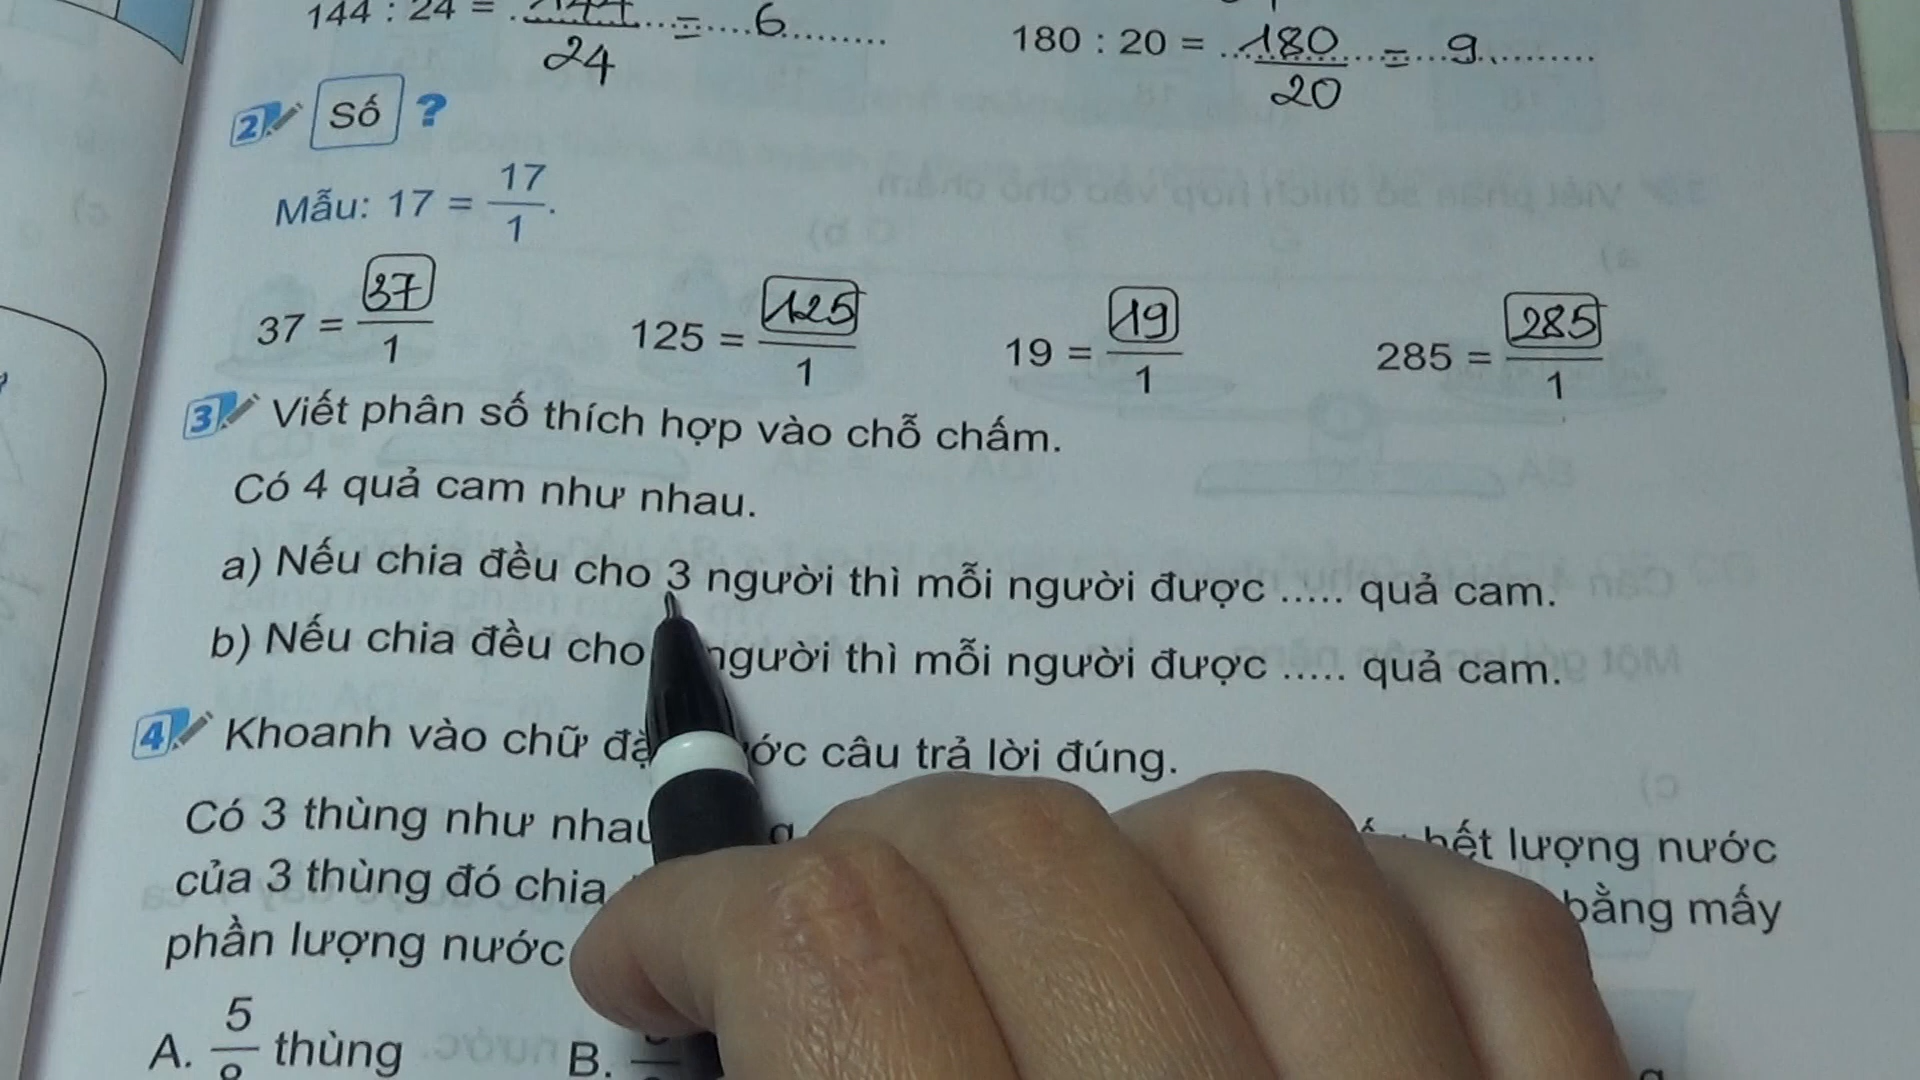 144 : 24 = 144/24 = 6
180 : 20 = 180/20 = 9
2 Số ?
Mẫu: 17 = 17/1.
37 = 37/1 125 = 125/1 19 = 19/1 285 = 285/1
3 Viết phân số thích hợp vào chỗ chấm.
Có 4 quả cam như nhau.
a) Nếu chia đều cho 3 người thì mỗi người được ..... quả cam.
b) Nếu chia đều cho người thì mỗi người được ..... quả cam.
4 Khoanh vào chữ câu trả lời đúng.
Có 3 thùng như nhau hết lượng nước
của 3 thùng đó chia bằng mấy
phần lượng nước
A. 5/ thùng B.